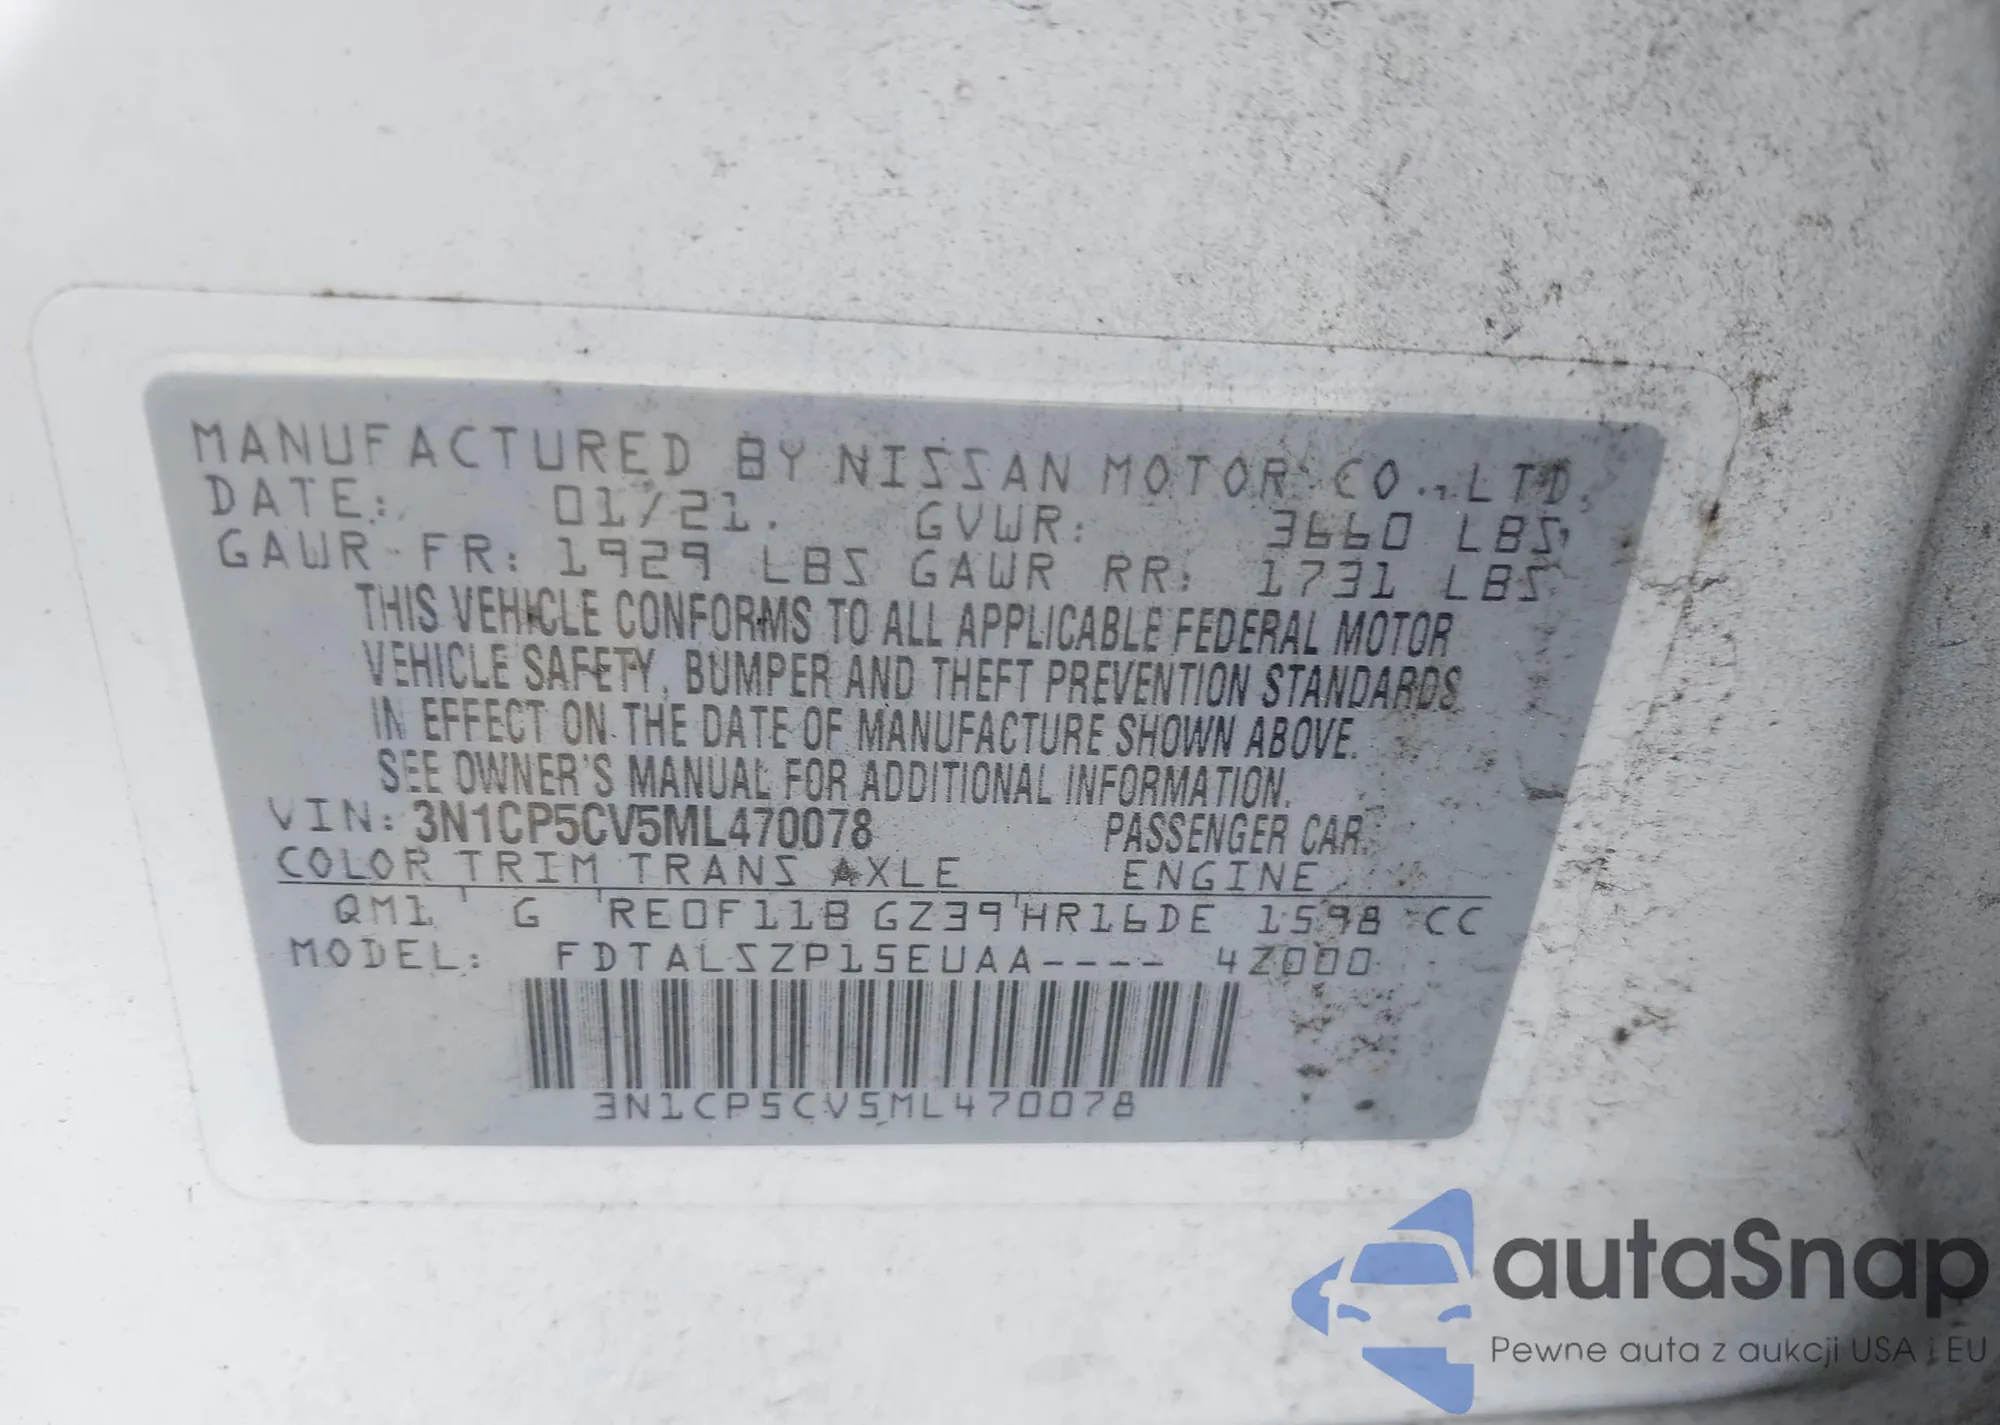 MANUFACTURED BY NISSAN MOTOR CO., LTD.
DATE: 01/21. GVWR: 3660 LBS
GAWR FR: 1929 LBS GAWR RR: 1731 LBS
THIS VEHICLE CONFORMS TO ALL APPLICABLE FEDERAL MOTOR
VEHICLE SAFETY, BUMPER AND THEFT PREVENTION STANDARDS
IN EFFECT ON THE DATE OF MANUFACTURE SHOWN ABOVE.
SEE OWNER'S MANUAL FOR ADDITIONAL INFORMATION.
VIN: 3N1CP5CV5ML470078 PASSENGER CAR
COLOR TRIM TRANS AXLE ENGINE
QM1 G RE0F11B GZ39 HR16DE 1598 CC
MODEL: FDTALSZP15EUAA---- 4Z000
3N1CP5CV5ML470078
autaSnap
Pewne auta z aukcji USA i EU